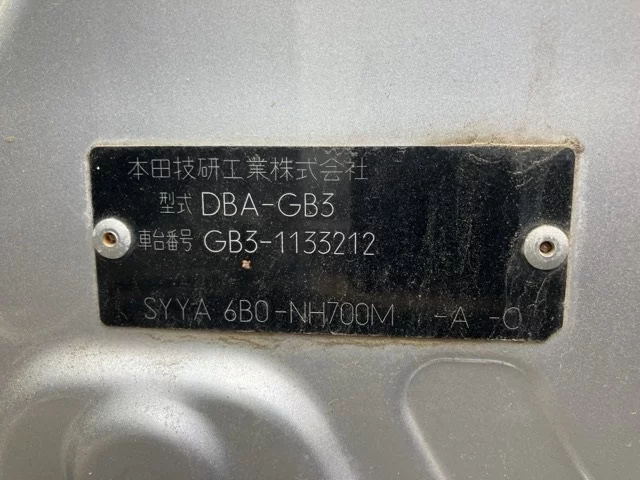 本田技研工業株式会社
型式 DBA-GB3
車台番号 GB3-1133212
SYYA 6B0-NH700M -A -O